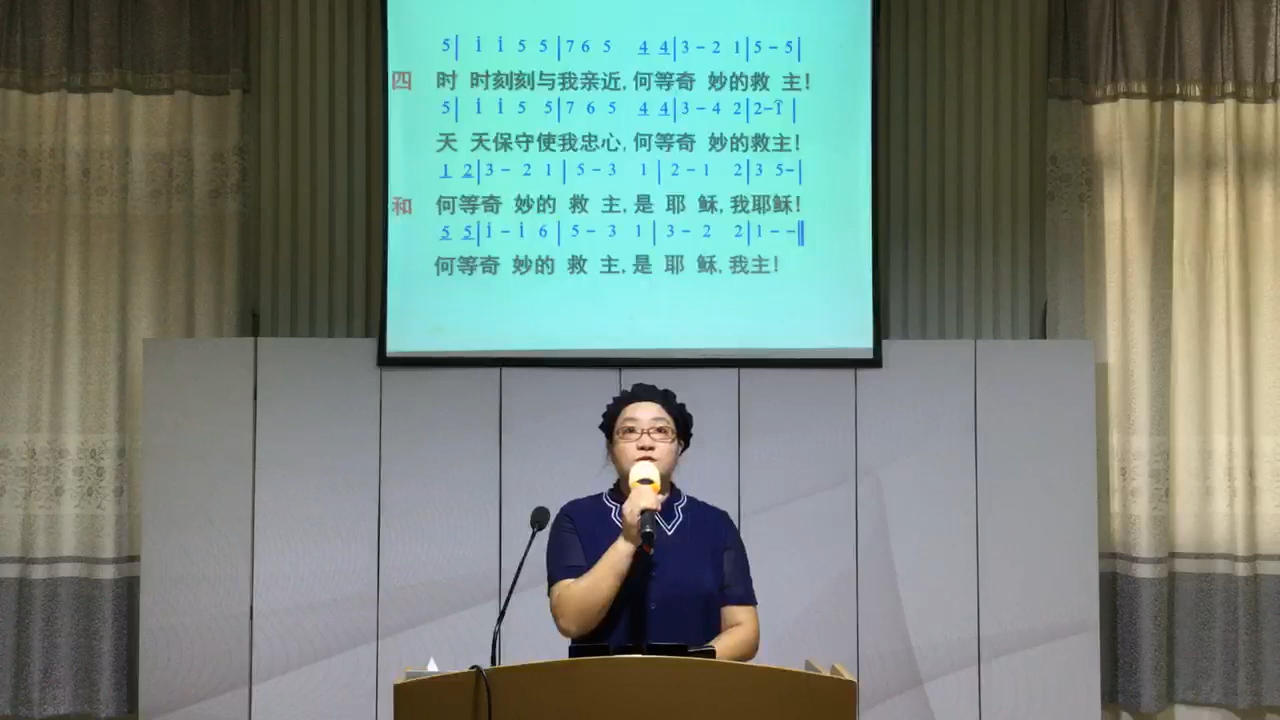 5| i i 5 5|7 6 5 4 4|3 - 2 1|5 - 5|
四 时 时刻刻与我亲近,何等奇 妙的救 主!
5| i i 5 5|7 6 5 4 4|3 - 4 2|2 - i |
天 天保守使我忠心,何等奇 妙的救主!
1 2|3 - 2 1|5 - 3 1|2 - 1 2|3 5 -|
和 何等奇 妙的 救 主,是 耶 稣,我耶稣!
5 5|i - i 6|5 - 3 1|3 - 2 2|1 - -‖
何等奇 妙的 救 主,是 耶 稣,我主!